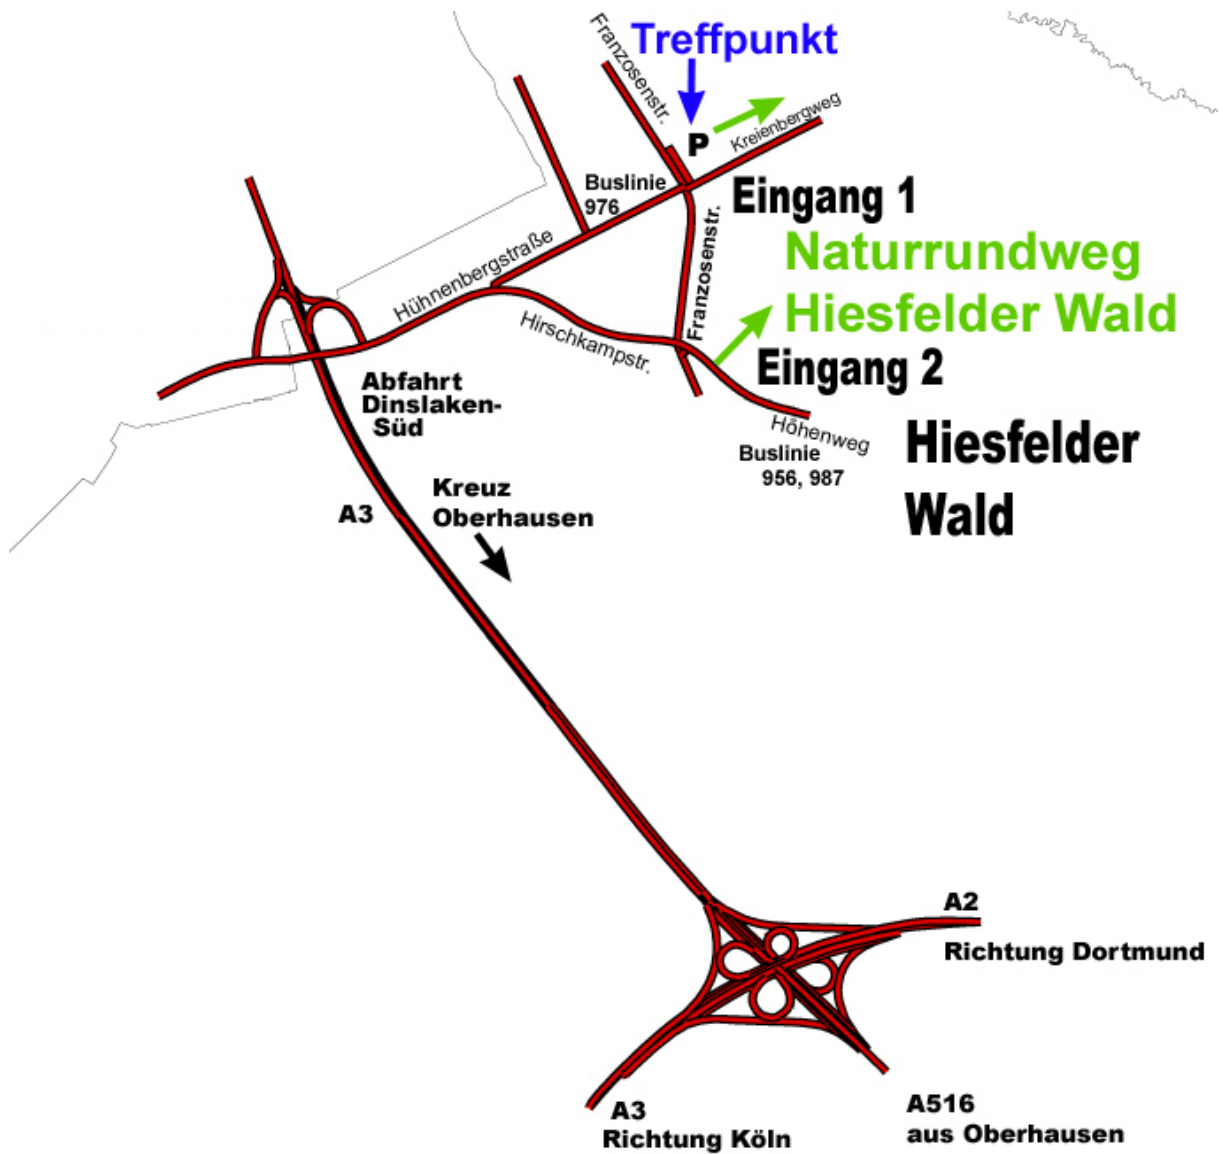 Treffpunkt
Franzosenstr.
P
Kreienbergweg
Buslinie
976
Eingang 1
Naturrundweg
Hiesfelder Wald
Eingang 2
Hühnenbergstraße
Franzosenstr.
Hirschkampstr.
Höhenweg
Buslinie
956, 987
Hiesfelder
Wald
Abfahrt
Dinslaken-
Süd
A3
Kreuz
Oberhausen
A2
Richtung Dortmund
A3
Richtung Köln
A516
aus Oberhausen